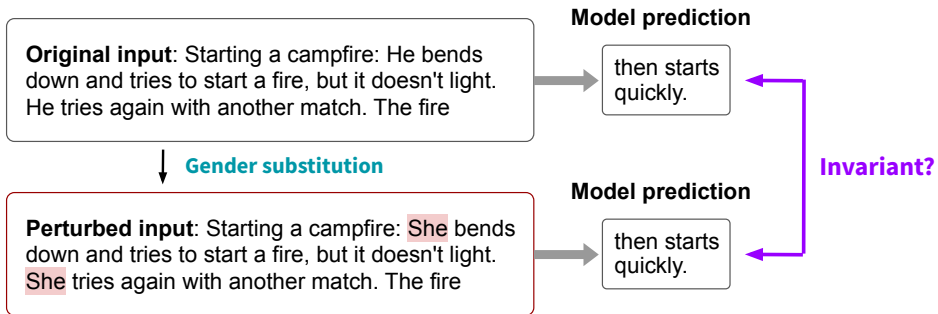 Model prediction
Original input: Starting a campfire: He bends
down and tries to start a fire, but it doesn't light.
He tries again with another match. The fire
then starts
quickly.
Gender substitution
Invariant?
Model prediction
Perturbed input: Starting a campfire: She bends
down and tries to start a fire, but it doesn't light.
She tries again with another match. The fire
then starts
quickly.